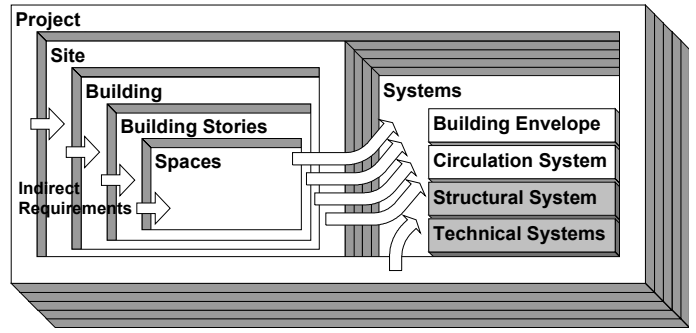 Project
Site
Building
Building Stories
Spaces
Indirect
Requirements
Systems
Building Envelope
Circulation System
Structural System
Technical Systems